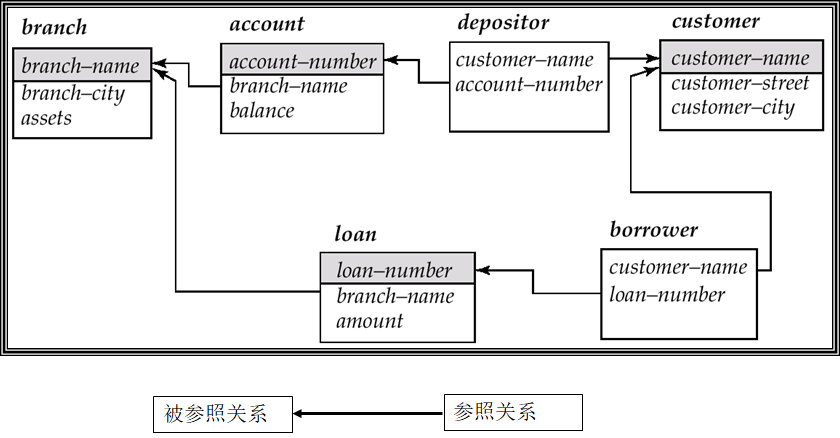 branch
branch–name
branch–city
assets
account
account–number
branch–name
balance
depositor
customer–name
account–number
customer
customer–name
customer–street
customer–city
loan
loan–number
branch–name
amount
borrower
customer–name
loan–number
被参照关系
参照关系